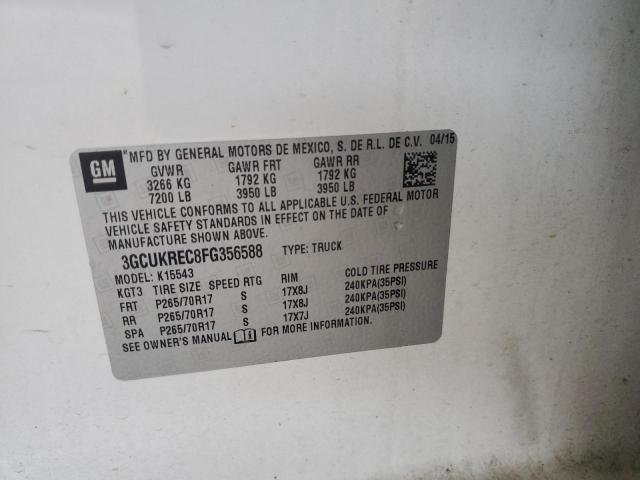 GM
MFD BY GENERAL MOTORS DE MEXICO, S. DE R.L. DE C.V. 04/15
GVWR GAWR FRT GAWR RR
3266 KG 1792 KG 1792 KG
7200 LB 3950 LB 3950 LB
THIS VEHICLE CONFORMS TO ALL APPLICABLE U.S. FEDERAL MOTOR
VEHICLE SAFETY STANDARDS IN EFFECT ON THE DATE OF
MANUFACTURE SHOWN ABOVE.
3GCUKREC8FG356588 TYPE: TRUCK
MODEL: K15543
KGT3 TIRE SIZE SPEED RTG RIM COLD TIRE PRESSURE
FRT P265/70R17 S 17X8J 240KPA(35PSI)
RR P265/70R17 S 17X8J 240KPA(35PSI)
SPA P265/70R17 S 17X7J 240KPA(35PSI)
SEE OWNER'S MANUAL FOR MORE INFORMATION.